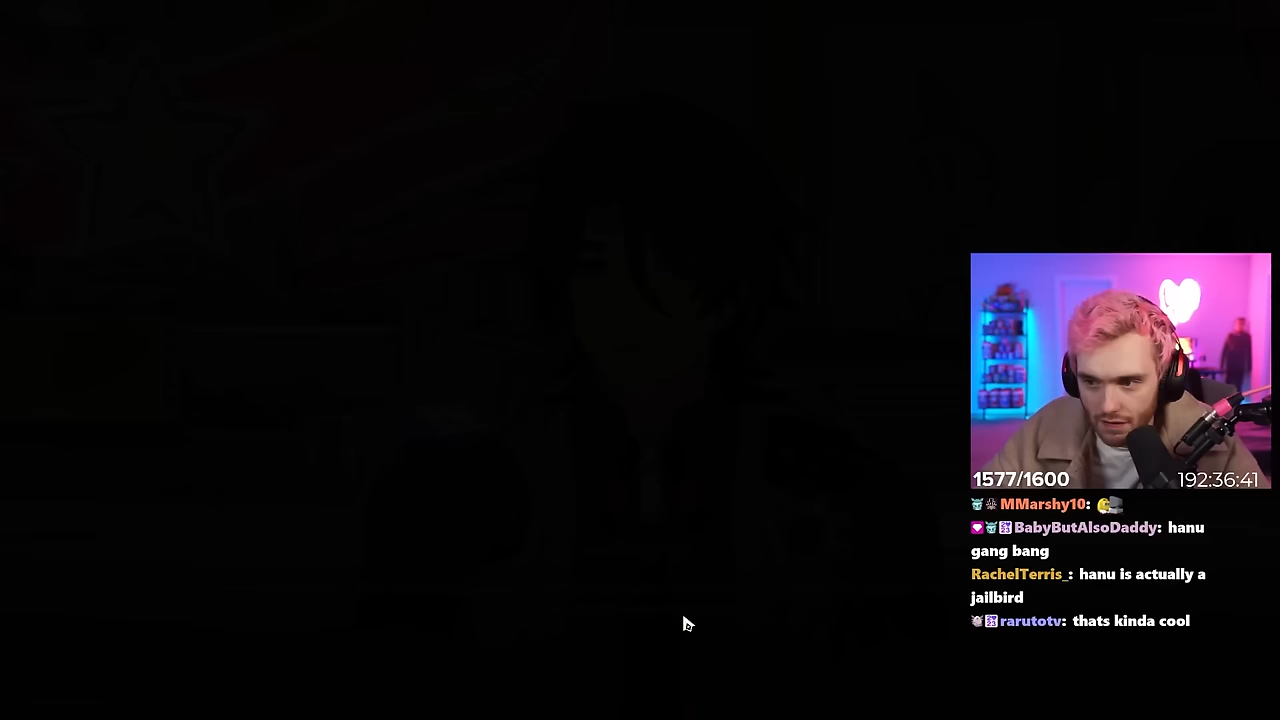 1577/1600 192:36:41
MMarshy10:
BabyButAlsoDaddy: hanu
gang bang
RachelTerris_: hanu is actually a
jailbird
rarutotv: thats kinda cool